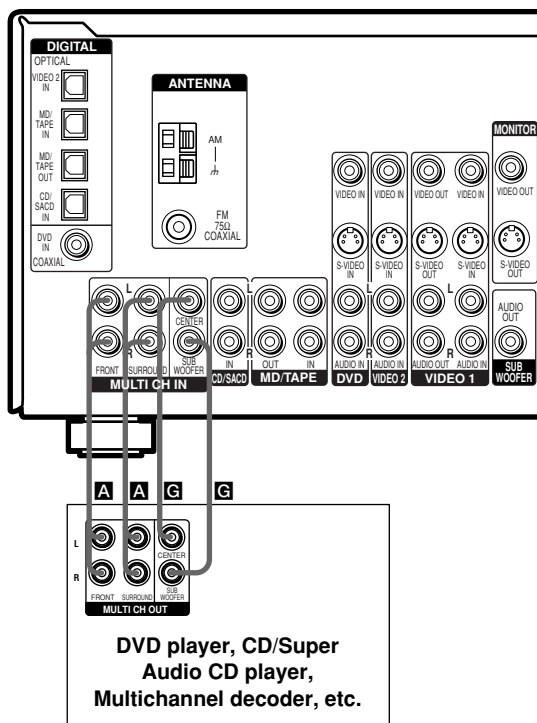 DIGITAL
OPTICAL
VIDEO 2
IN
MD/
TAPE
IN
MD/
TAPE
OUT
CD/
SACD
IN
DVD
IN
COAXIAL
ANTENNA
AM
FM
75Ω
COAXIAL
MONITOR
VIDEO IN
VIDEO IN
VIDEO OUT
VIDEO IN
VIDEO OUT
S-VIDEO
IN
S-VIDEO
IN
S-VIDEO
OUT
S-VIDEO
IN
S-VIDEO
OUT
L
L
L
L
CENTER
AUDIO
OUT
R
R
R
R
FRONT
SURROUND
SUB
WOOFER
IN
OUT
IN
AUDIO IN
AUDIO IN
AUDIO OUT
AUDIO IN
MULTI CH IN
CD/SACD
MD/TAPE
DVD
VIDEO 2
VIDEO 1
SUB
WOOFER
A
A
G
G
L
CENTER
R
FRONT
SURROUND
SUB
WOOFER
MULTI CH OUT
DVD player, CD/Super
Audio CD player,
Multichannel decoder, etc.